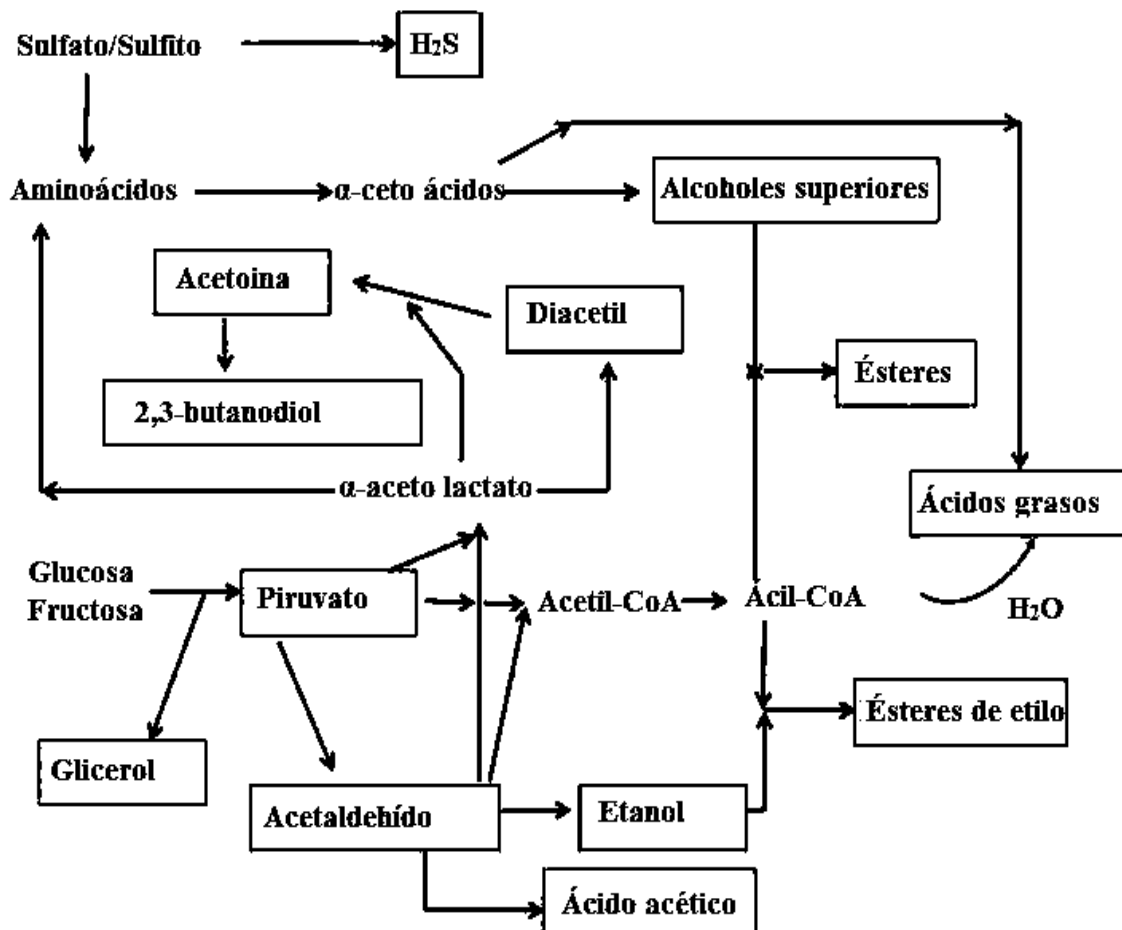 Sulfato/Sulfito
H₂S
Aminoácidos
α-ceto ácidos
Alcoholes superiores
Acetoina
Diacetil
Ésteres
2,3-butanodiol
α-aceto lactato
Ácidos grasos
Glucosa
Fructosa
Piruvato
Acetil-CoA
Ácil-CoA
H₂O
Ésteres de etilo
Glicerol
Acetaldehído
Etanol
Ácido acético